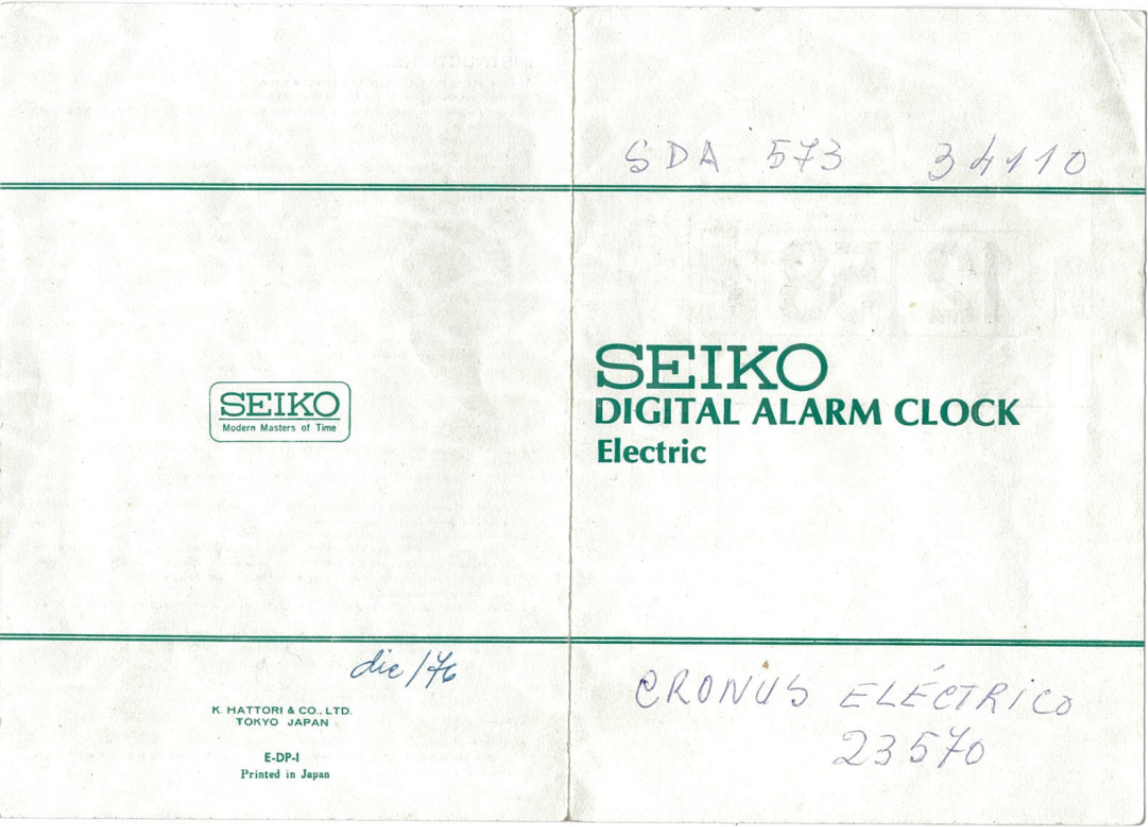 SEIKO
Modern Masters of Time
dic/76
K. HATTORI & CO., LTD.
TOKYO JAPAN
E-DP-I
Printed in Japan
SDA 573 34110
SEIKO
DIGITAL ALARM CLOCK
Electric
CRONUS ELÉCTRICO
23570